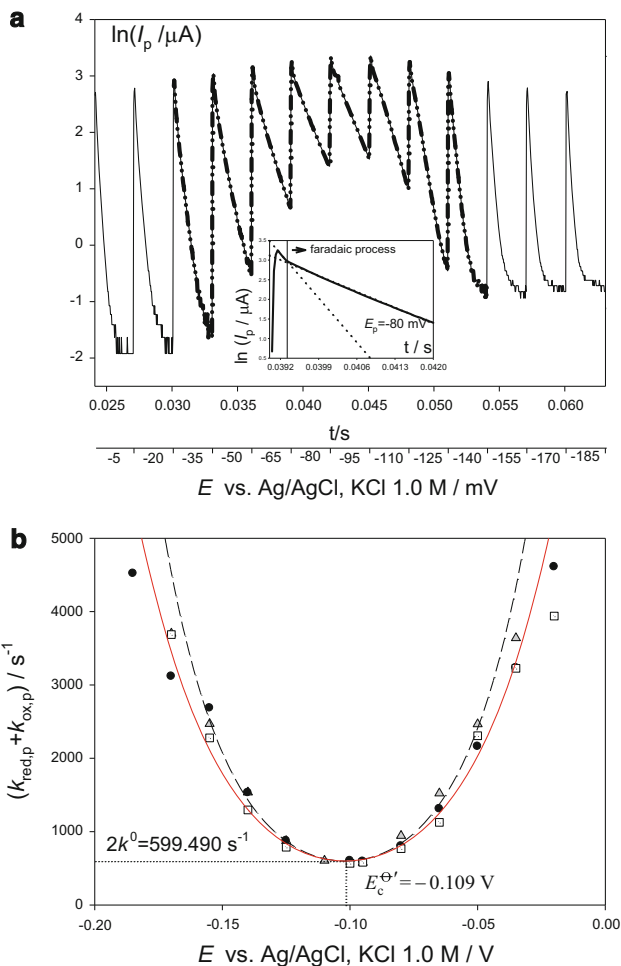 a
ln(Iₚ /μA)
4
3
2
1
0
-1
-2
faradaic process
3.5
3.0
2.5
2.0
1.5
1.0
0.5
ln (Iₚ / μA)
Eₚ=-80 mV
t / s
0.0392 0.0399 0.0406 0.0413 0.0420
0.025 0.030 0.035 0.040 0.045 0.050 0.055 0.060
t/s
-5 -20 -35 -50 -65 -80 -95 -110 -125 -140 -155 -170 -185
E vs. Ag/AgCl, KCl 1.0 M / mV
b
5000
4000
3000
2000
1000
0
(k_red,p+k_ox,p) / s⁻¹
2k⁰=599.490 s⁻¹
E_c^⊖′=−0.109 V
-0.20 -0.15 -0.10 -0.05 0.00
E vs. Ag/AgCl, KCl 1.0 M / V